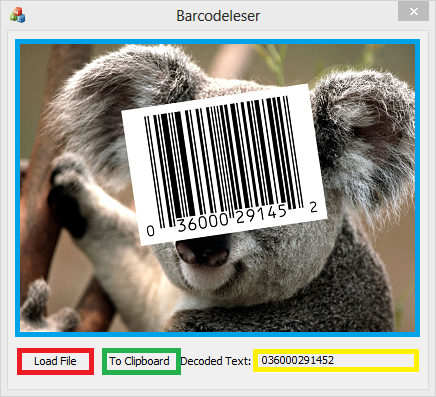 Barcodeleser
0 36000 29145 2
Load File To Clipboard Decoded Text: 036000291452